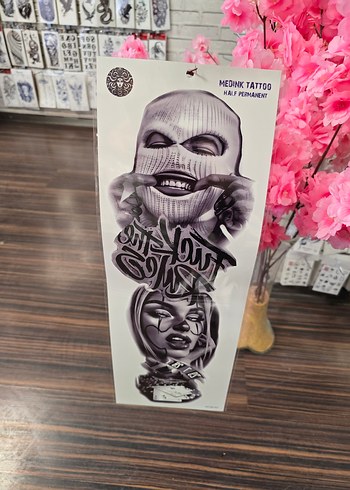 MEDINK TATTOO
HALF PERMANENT
Fuck the
Rules